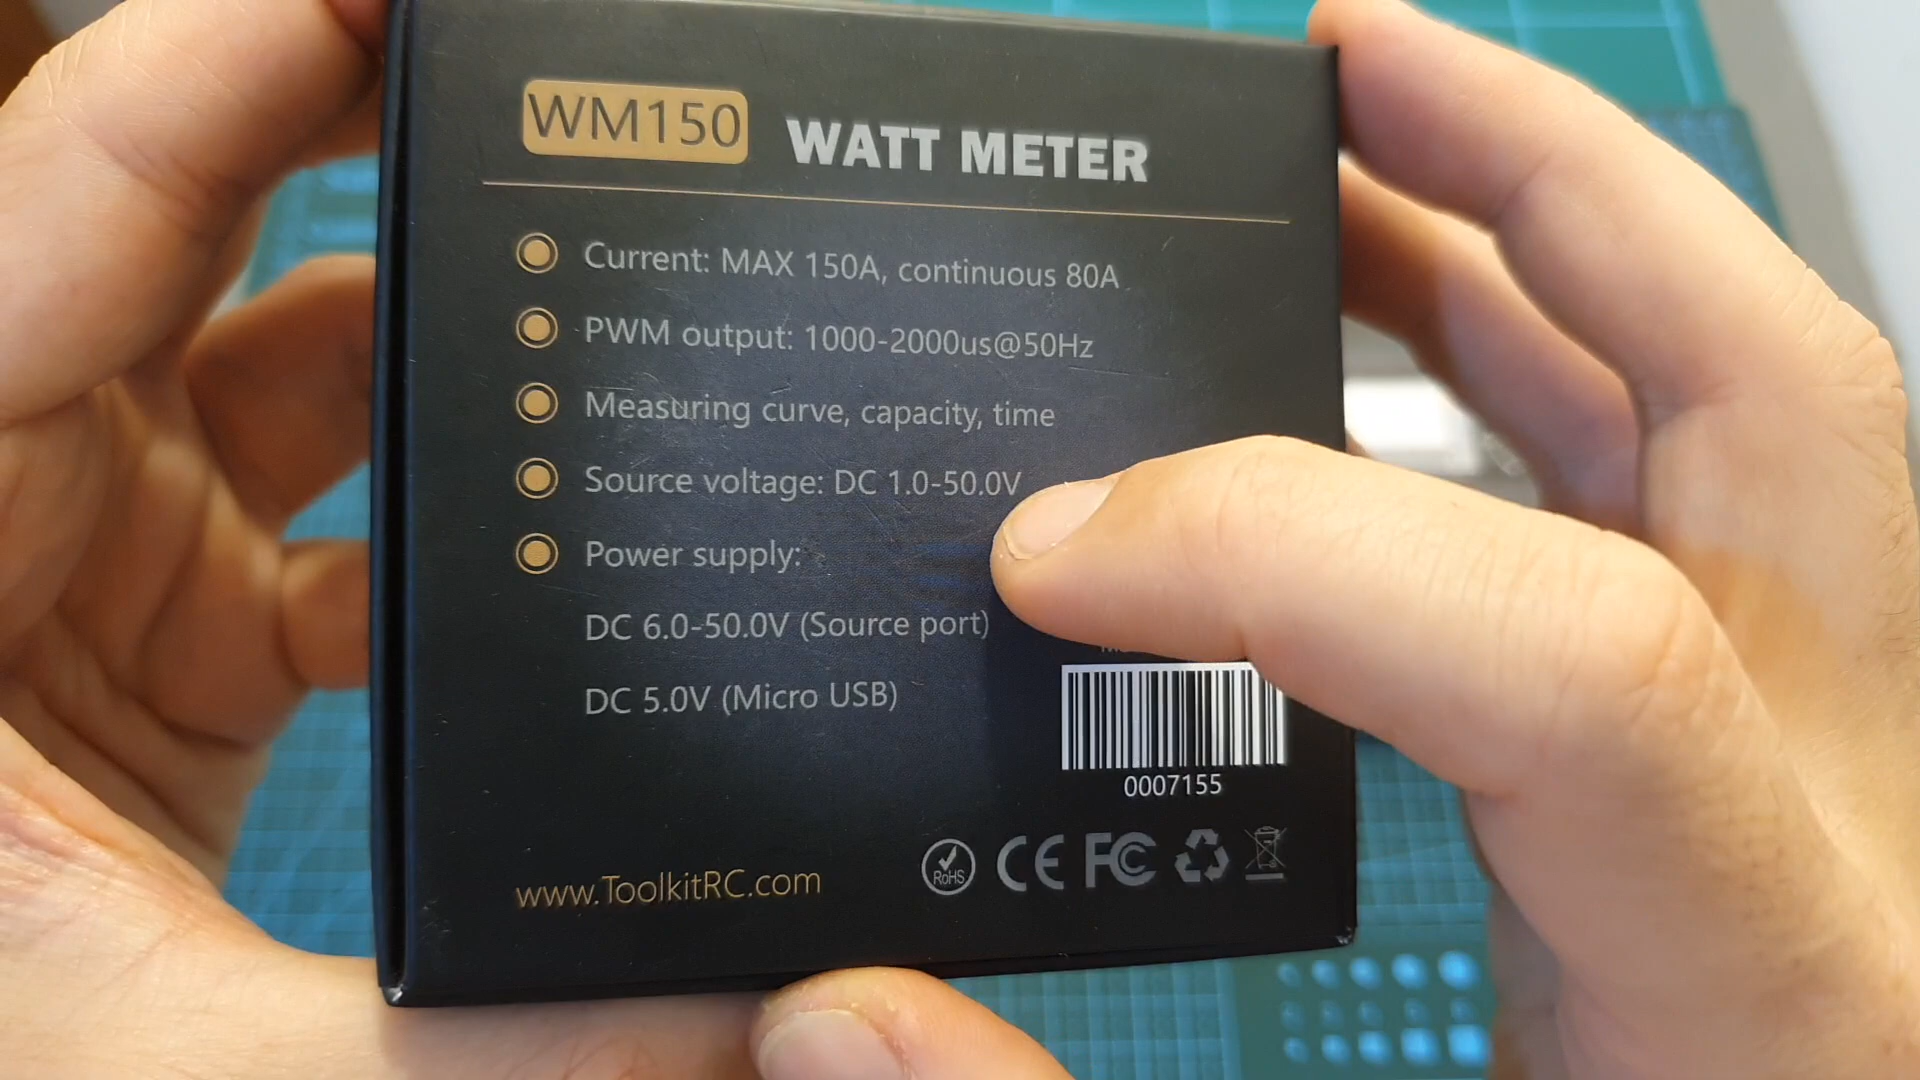 WM150 WATT METER
Current: MAX 150A, continuous 80A
PWM output: 1000-2000us@50Hz
Measuring curve, capacity, time
Source voltage: DC 1.0-50.0V
Power supply:
DC 6.0-50.0V (Source port)
DC 5.0V (Micro USB)
0007155
www.ToolkitRC.com
RoHS CE FC